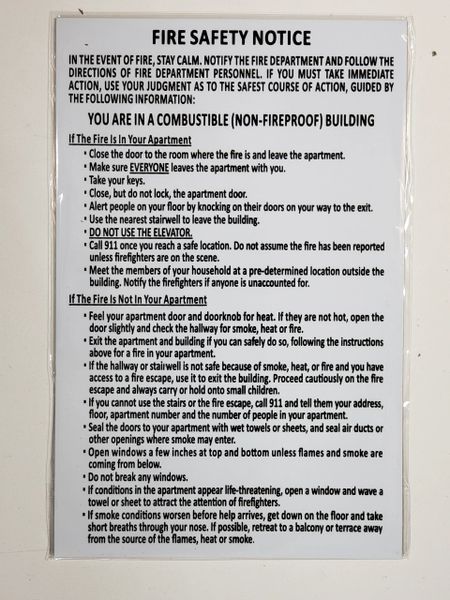 FIRE SAFETY NOTICE
IN THE EVENT OF FIRE, STAY CALM. NOTIFY THE FIRE DEPARTMENT AND FOLLOW THE
DIRECTIONS OF FIRE DEPARTMENT PERSONNEL. IF YOU MUST TAKE IMMEDIATE
ACTION, USE YOUR JUDGMENT AS TO THE SAFEST COURSE OF ACTION, GUIDED BY
THE FOLLOWING INFORMATION:
YOU ARE IN A COMBUSTIBLE (NON-FIREPROOF) BUILDING
If The Fire Is In Your Apartment
• Close the door to the room where the fire is and leave the apartment.
• Make sure EVERYONE leaves the apartment with you.
• Take your keys.
• Close, but do not lock, the apartment door.
• Alert people on your floor by knocking on their doors on your way to the exit.
• Use the nearest stairwell to leave the building.
• DO NOT USE THE ELEVATOR.
• Call 911 once you reach a safe location. Do not assume the fire has been reported
unless firefighters are on the scene.
• Meet the members of your household at a pre-determined location outside the
building. Notify the firefighters if anyone is unaccounted for.
If The Fire Is Not In Your Apartment
• Feel your apartment door and doorknob for heat. If they are not hot, open the
door slightly and check the hallway for smoke, heat or fire.
• Exit the apartment and building if you can safely do so, following the instructions
above for a fire in your apartment.
• If the hallway or stairwell is not safe because of smoke, heat, or fire and you have
access to a fire escape, use it to exit the building. Proceed cautiously on the fire
escape and always carry or hold onto small children.
• If you cannot use the stairs or the fire escape, call 911 and tell them your address,
floor, apartment number and the number of people in your apartment.
• Seal the doors to your apartment with wet towels or sheets, and seal air ducts or
other openings where smoke may enter.
• Open windows a few inches at top and bottom unless flames and smoke are
coming from below.
• Do not break any windows.
• If conditions in the apartment appear life-threatening, open a window and wave a
towel or sheet to attract the attention of firefighters.
• If smoke conditions worsen before help arrives, get down on the floor and take
short breaths through your nose. If possible, retreat to a balcony or terrace away
from the source of the flames, heat or smoke.